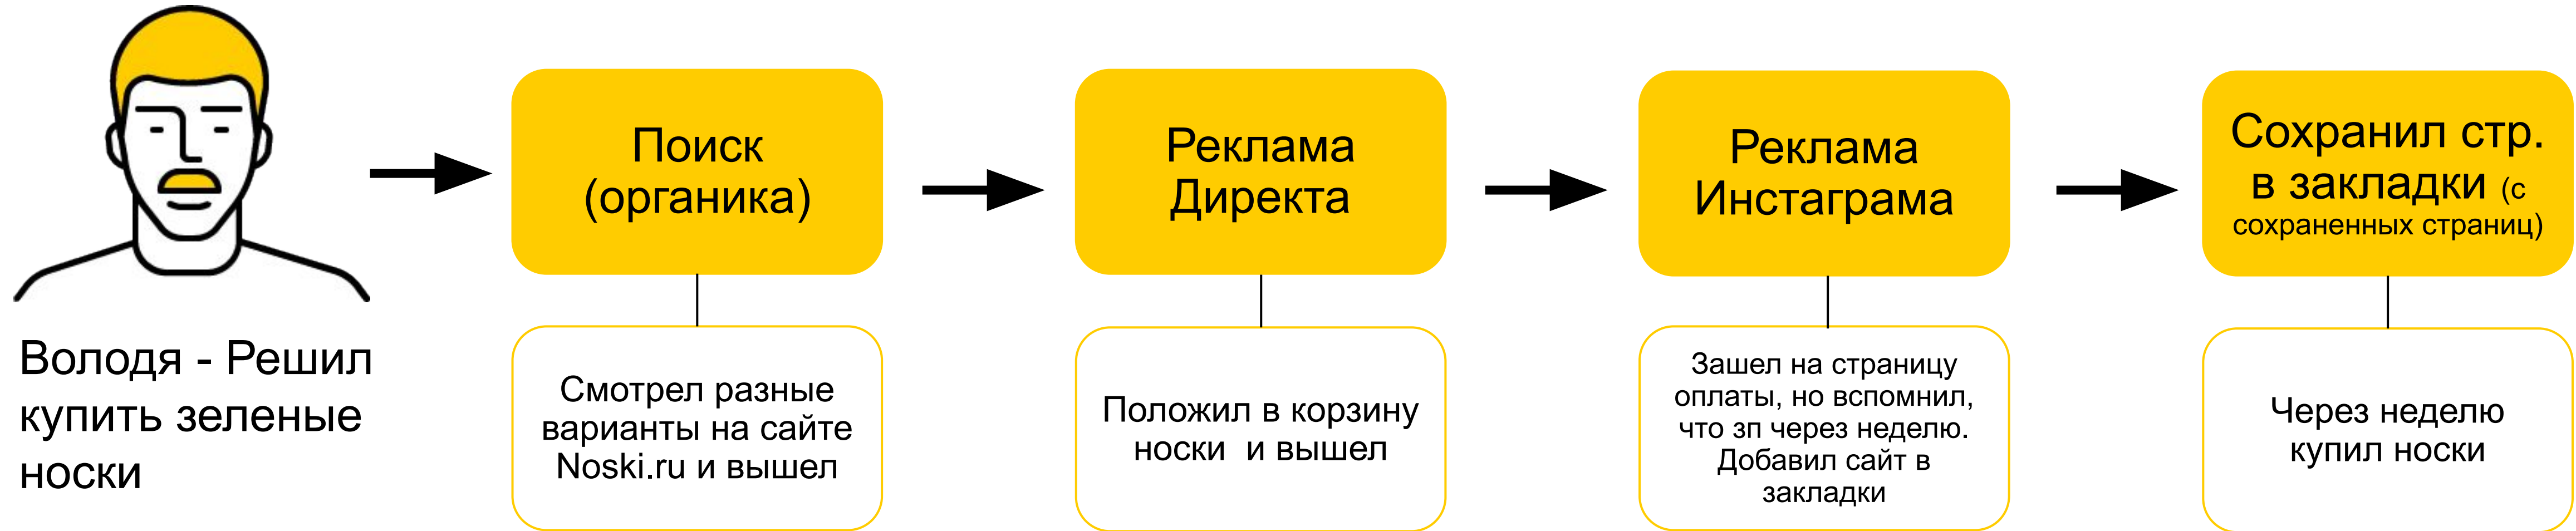 Володя - Решил
купить зеленые
носки
Поиск
(органика)
Смотрел разные
варианты на сайте
Noski.ru и вышел
Реклама
Директа
Положил в корзину
носки и вышел
Реклама
Инстаграма
Зашел на страницу
оплаты, но вспомнил,
что зп через неделю.
Добавил сайт в
закладки
Сохранил стр.
в закладки (с
сохраненных страниц)
Через неделю
купил носки